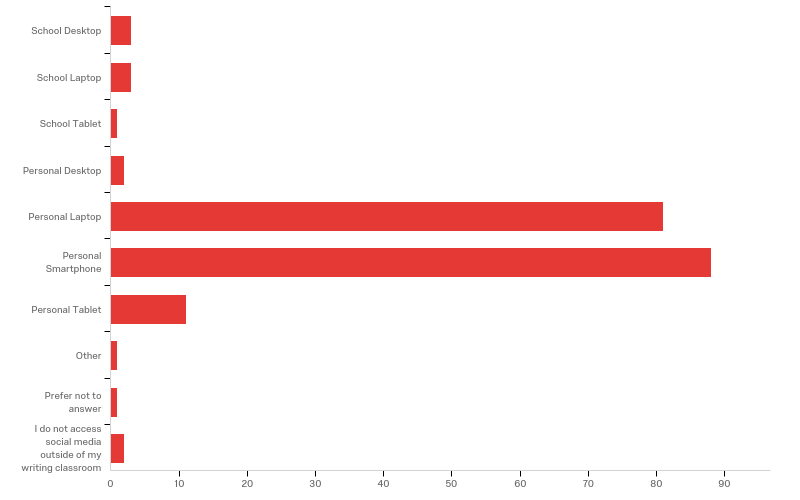 School Desktop
School Laptop
School Tablet
Personal Desktop
Personal Laptop
Personal
Smartphone
Personal Tablet
Other
Prefer not to
answer
I do not access
social media
outside of my
writing classroom
0 10 20 30 40 50 60 70 80 90